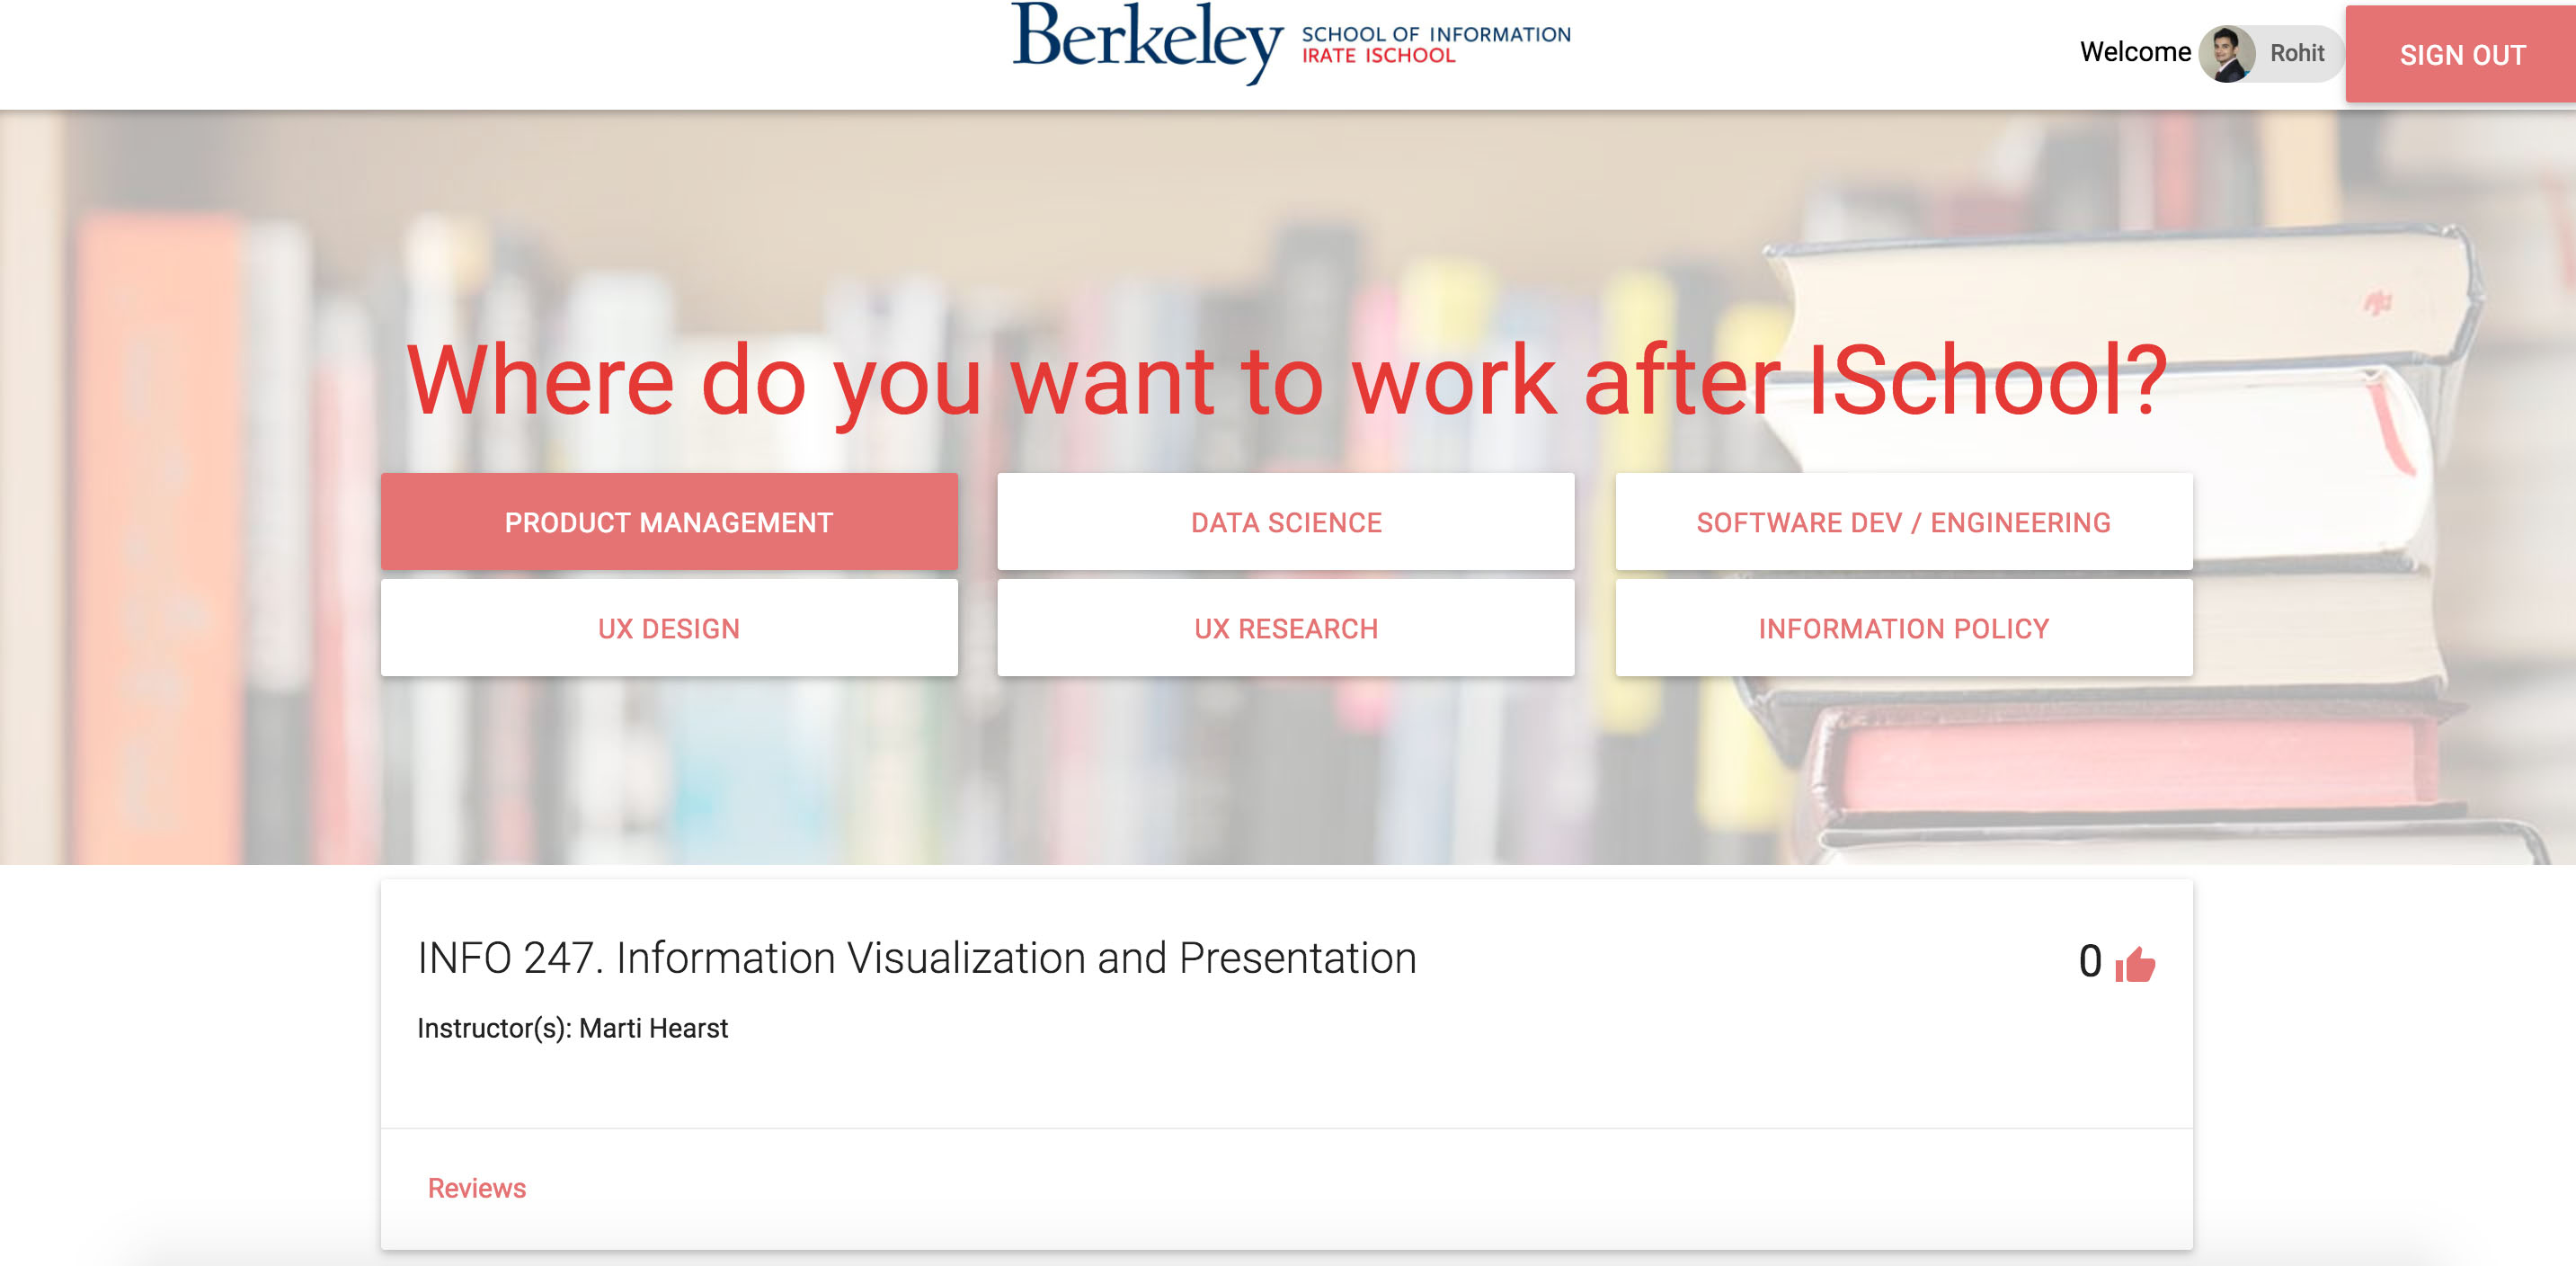 Berkeley
SCHOOL OF INFORMATION
IRATE ISCHOOL
Welcome Rohit SIGN OUT
Where do you want to work after ISchool?
PRODUCT MANAGEMENT DATA SCIENCE SOFTWARE DEV / ENGINEERING
UX DESIGN UX RESEARCH INFORMATION POLICY
INFO 247. Information Visualization and Presentation 0
Instructor(s): Marti Hearst
Reviews